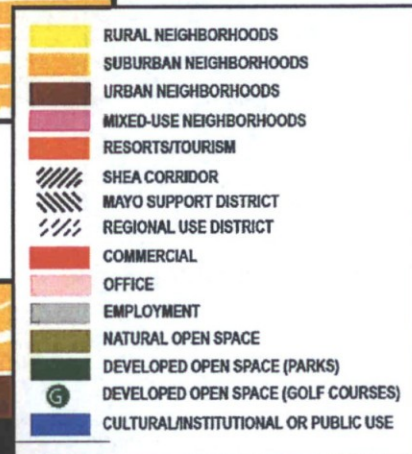 RURAL NEIGHBORHOODS
SUBURBAN NEIGHBORHOODS
URBAN NEIGHBORHOODS
MIXED-USE NEIGHBORHOODS
RESORTS/TOURISM
SHEA CORRIDOR
MAYO SUPPORT DISTRICT
REGIONAL USE DISTRICT
COMMERCIAL
OFFICE
EMPLOYMENT
NATURAL OPEN SPACE
DEVELOPED OPEN SPACE (PARKS)
G DEVELOPED OPEN SPACE (GOLF COURSES)
CULTURAL/INSTITUTIONAL OR PUBLIC USE